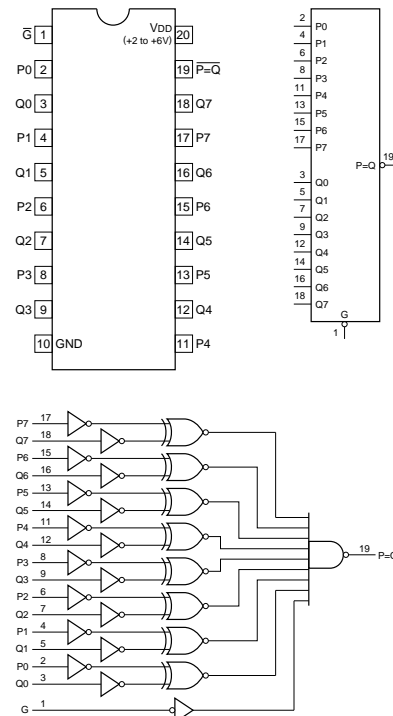 G̅ 1
V<sub>DD</sub> 20
(+2 to +6V)
P0 2
19 P̅=̅Q̅
Q0 3
18 Q7
P1 4
17 P7
Q1 5
16 Q6
P2 6
15 P6
Q2 7
14 Q5
P3 8
13 P5
Q3 9
12 Q4
10 GND
11 P4
2 P0
4 P1
6 P2
8 P3
11 P4
13 P5
15 P6
17 P7
P=Q 19
3 Q0
5 Q1
7 Q2
9 Q3
12 Q4
14 Q5
16 Q6
18 Q7
G
1
P7 17
Q7 18
P6 15
Q6 16
P5 13
Q5 14
P4 11
Q4 12
P3 8
Q3 9
P2 6
Q2 7
P1 4
Q1 5
P0 2
Q0 3
G 1
19 P=Q